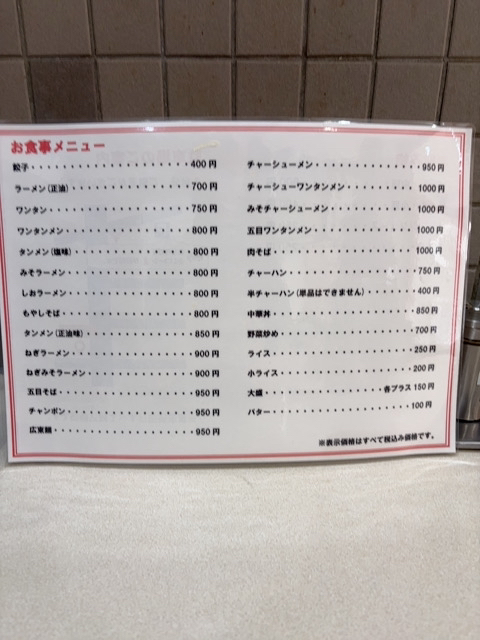 お食事メニュー
餃子・・・・・・・・・・・・・・・・・・・・・・400円
ラーメン(正油)・・・・・・・・・・・・・・・・700円
ワンタン・・・・・・・・・・・・・・・・・・・・750円
ワンタンメン・・・・・・・・・・・・・・・・・・800円
タンメン(塩味)・・・・・・・・・・・・・・・・800円
みそラーメン・・・・・・・・・・・・・・・・・・800円
しおラーメン・・・・・・・・・・・・・・・・・・800円
もやしそば・・・・・・・・・・・・・・・・・・・800円
タンメン(正油味)・・・・・・・・・・・・・・・850円
ねぎラーメン・・・・・・・・・・・・・・・・・・900円
ねぎみそラーメン・・・・・・・・・・・・・・・・900円
五目そば・・・・・・・・・・・・・・・・・・・・950円
チャンポン・・・・・・・・・・・・・・・・・・・950円
広東麺・・・・・・・・・・・・・・・・・・・・・950円
チャーシューメン・・・・・・・・・・・・・・・・950円
チャーシューワンタンメン・・・・・・・・・・・・1000円
みそチャーシューメン・・・・・・・・・・・・・・1000円
五目ワンタンメン・・・・・・・・・・・・・・・・1000円
肉そば・・・・・・・・・・・・・・・・・・・・・1000円
チャーハン・・・・・・・・・・・・・・・・・・・750円
半チャーハン(単品はできません)・・・・・・・・400円
中華丼・・・・・・・・・・・・・・・・・・・・・850円
野菜炒め・・・・・・・・・・・・・・・・・・・・700円
ライス・・・・・・・・・・・・・・・・・・・・・250円
小ライス・・・・・・・・・・・・・・・・・・・・200円
大盛・・・・・・・・・・・・・・・・・各プラス150円
バター・・・・・・・・・・・・・・・・・・・・・100円
※表示価格はすべて税込み価格です。